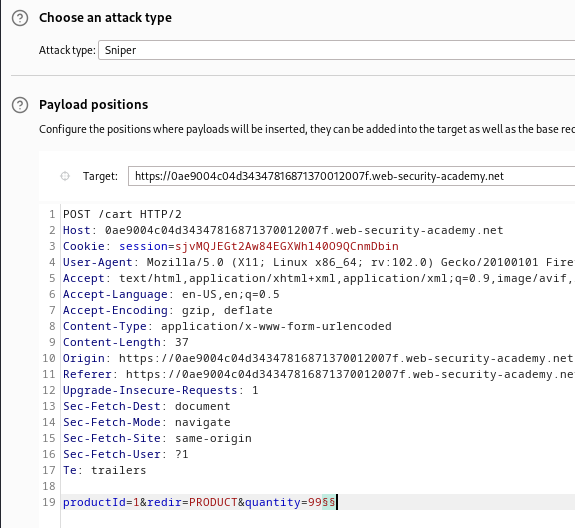 Choose an attack type
Attack type: Sniper
Payload positions
Configure the positions where payloads will be inserted, they can be added into the target as well as the base
Target: https://0ae9004c04d34347816871370012007f.web-security-academy.net
1 POST /cart HTTP/2
2 Host: 0ae9004c04d34347816871370012007f.web-security-academy.net
3 Cookie: session=sjvMQJEGt2Aw84EGXWhl40O9QCnmDbin
4 User-Agent: Mozilla/5.0 (X11; Linux x86_64; rv:102.0) Gecko/20100101 Fire
5 Accept: text/html,application/xhtml+xml,application/xml;q=0.9,image/avif,
6 Accept-Language: en-US,en;q=0.5
7 Accept-Encoding: gzip, deflate
8 Content-Type: application/x-www-form-urlencoded
9 Content-Length: 37
10 Origin: https://0ae9004c04d34347816871370012007f.web-security-academy.net
11 Referer: https://0ae9004c04d34347816871370012007f.web-security-academy.ne
12 Upgrade-Insecure-Requests: 1
13 Sec-Fetch-Dest: document
14 Sec-Fetch-Mode: navigate
15 Sec-Fetch-Site: same-origin
16 Sec-Fetch-User: ?1
17 Te: trailers
18
19 productId=1&redir=PRODUCT&quantity=99§§